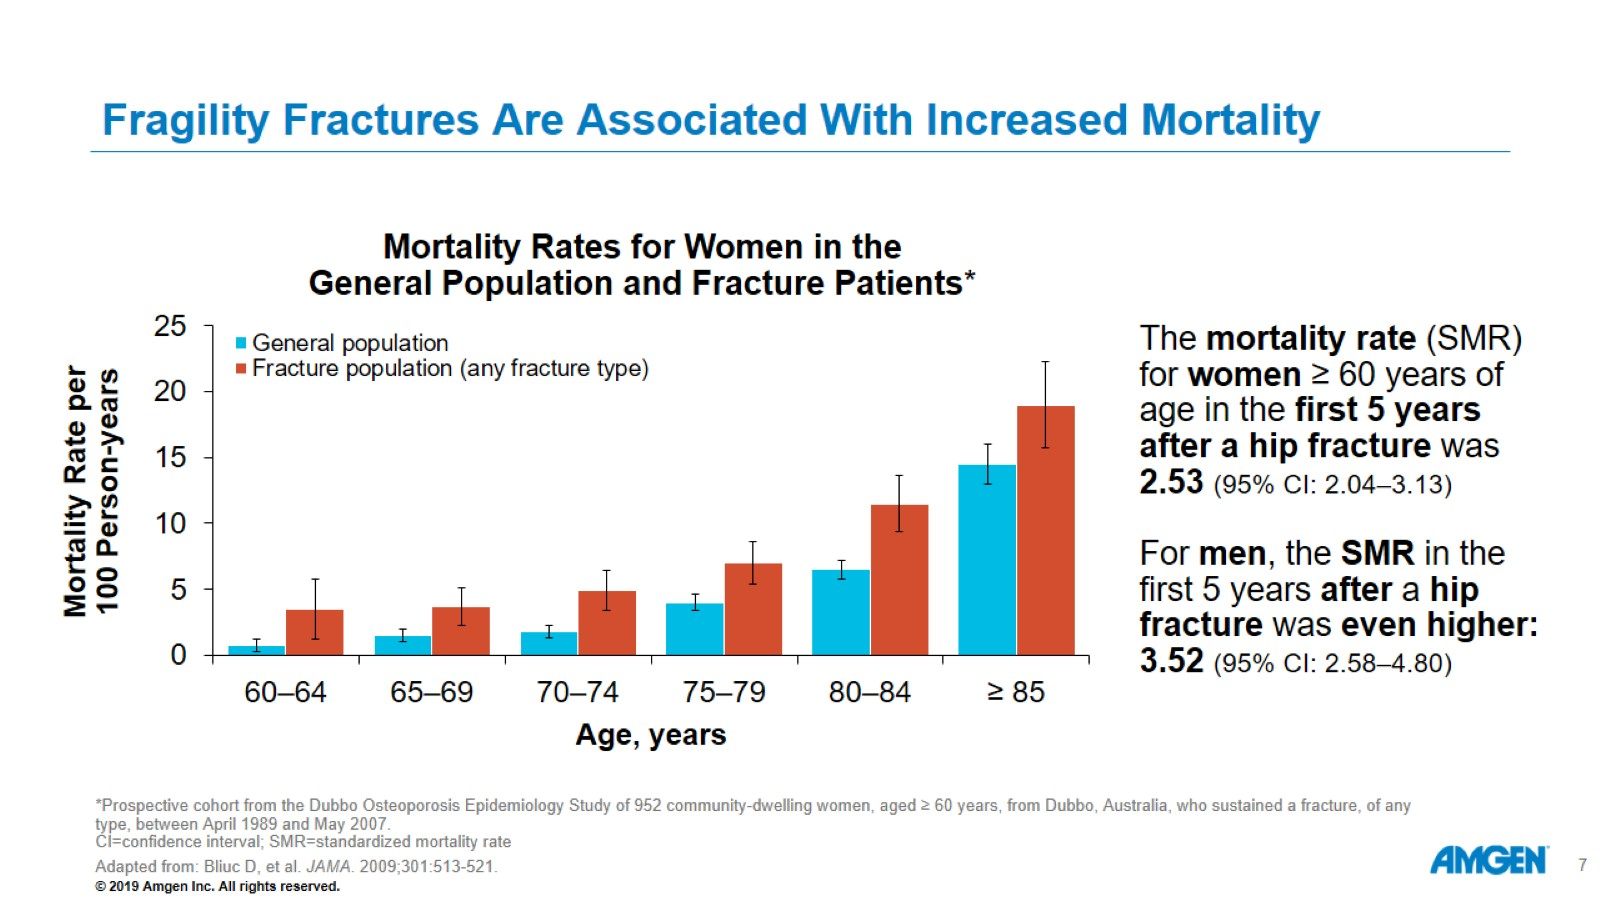 Fragility Fractures Are Associated With Increased Mortality
Mortality Rates for Women in the
General Population and Fracture Patients*
Mortality Rate per
100 Person-years
25
20
15
10
5
0
General population
Fracture population (any fracture type)
60–64
65–69
70–74
75–79
80–84
≥ 85
Age, years
The mortality rate (SMR)
for women ≥ 60 years of
age in the first 5 years
after a hip fracture was
2.53 (95% CI: 2.04–3.13)
For men, the SMR in the
first 5 years after a hip
fracture was even higher:
3.52 (95% CI: 2.58–4.80)
*Prospective cohort from the Dubbo Osteoporosis Epidemiology Study of 952 community-dwelling women, aged ≥ 60 years, from Dubbo, Australia, who sustained a fracture, of any
type, between April 1989 and May 2007.
CI=confidence interval; SMR=standardized mortality rate
Adapted from: Bliuc D, et al. JAMA. 2009;301:513-521.
© 2019 Amgen Inc. All rights reserved.
AMGEN
7